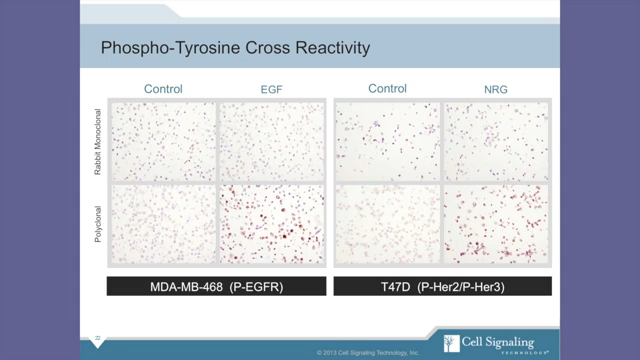 Phospho-Tyrosine Cross Reactivity
Control
EGF
Control
NRG
Rabbit Monoclonal
Polyclonal
MDA-MB-468 (P-EGFR)
T47D (P-Her2/P-Her3)
22
© 2013 Cell Signaling Technology, Inc.
Cell Signaling
TECHNOLOGY®